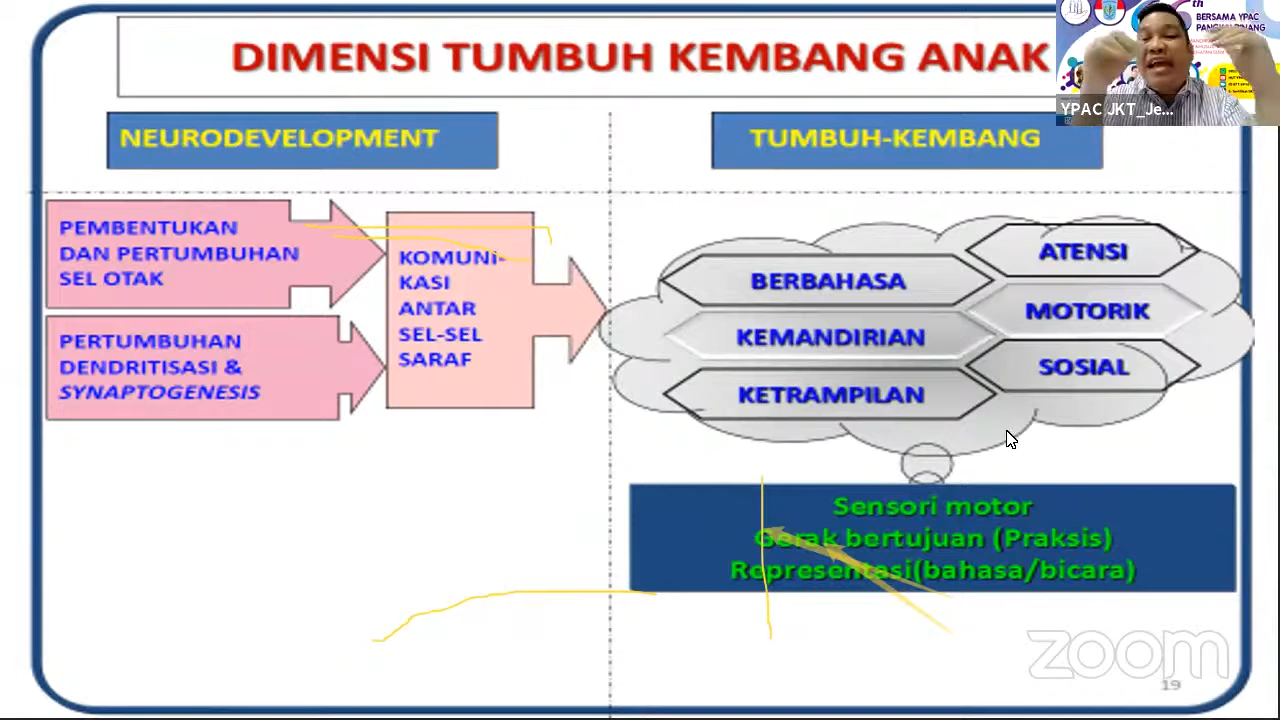 DIMENSI TUMBUH KEMBANG ANAK
th
BERSAMA YPAC
YPAC JKT_Je...
NEURODEVELOPMENT
TUMBUH-KEMBANG
PEMBENTUKAN
DAN PERTUMBUHAN
SEL OTAK
PERTUMBUHAN
DENDRITISASI &
SYNAPTOGENESIS
KOMUNI-
KASI
ANTAR
SEL-SEL
SARAF
BERBAHASA
KEMANDIRIAN
KETRAMPILAN
ATENSI
MOTORIK
SOSIAL
Sensori motor
Gerak bertujuan (Praksis)
Representasi(bahasa/bicara)
zoom
19